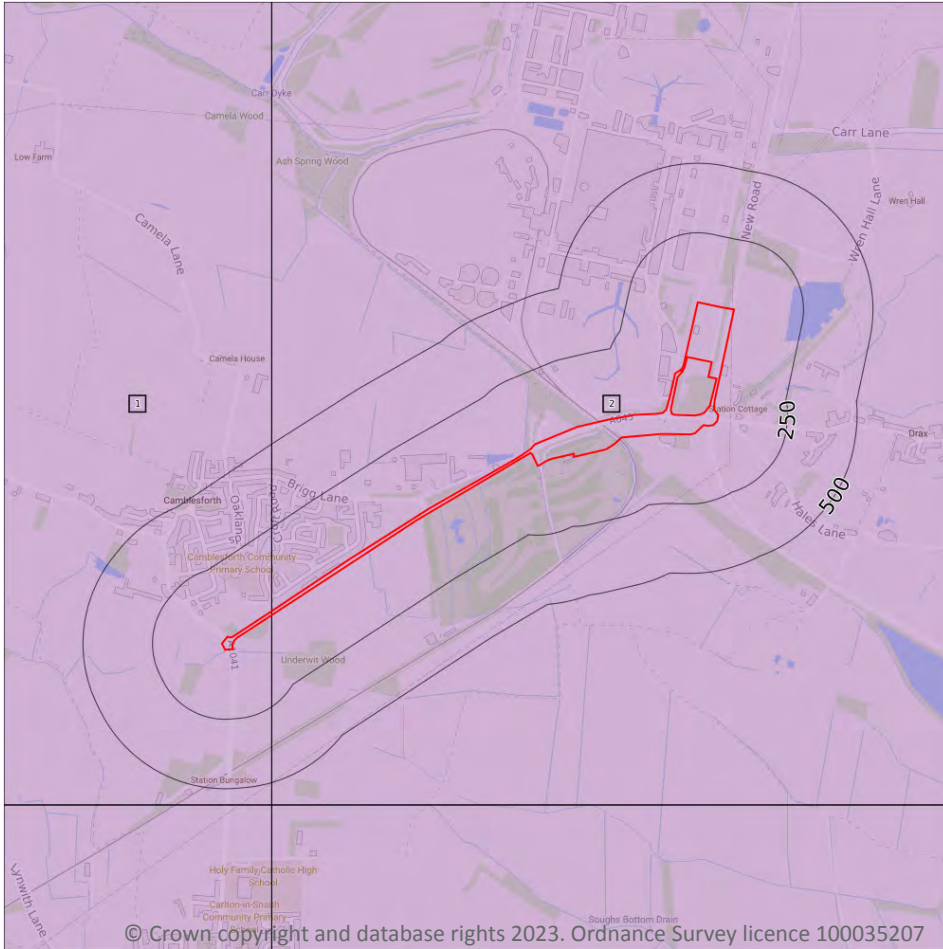 Carr Dyke
Camela Wood
Carr Lane
Low Farm
Ash Spring Wood
Wren Hall
New Road
Wren Hall Lane
Camela Lane
Camela House
1
2
A645
Station Cottage
250
Drax
Brigg Lane
500
Camblesforth
Hales Lane
Camblesforth Community
Primary School
Underwit Wood
Station Bungalow
Holy Family Catholic High
School
Carlton-in-Snaith
Community Primary
Soughs Bottom Drain
© Crown copyright and database rights 2023. Ordnance Survey licence 100035207